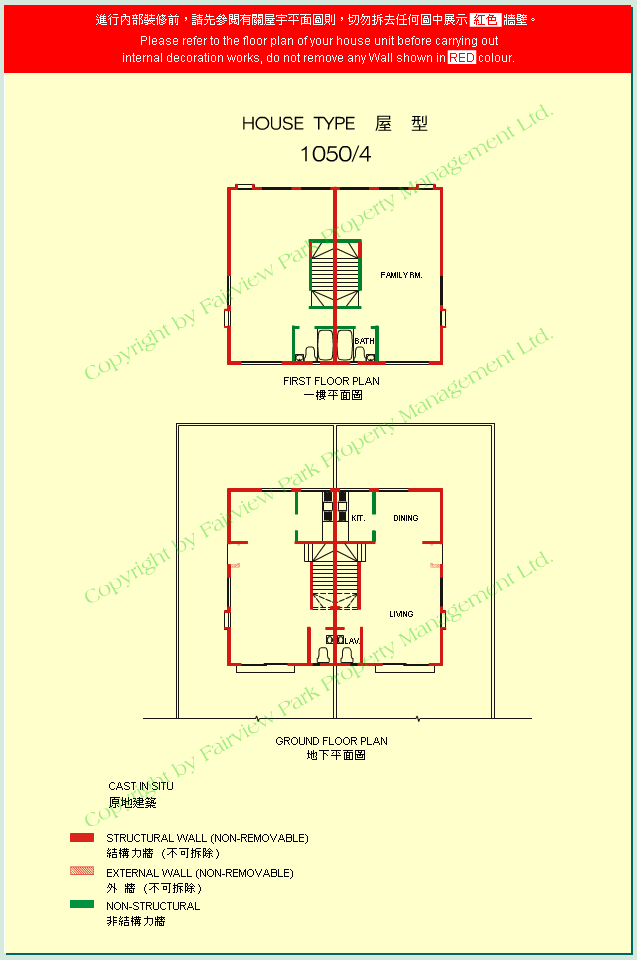 進行內部裝修前，請先參閱有關屋宇平面圖則，切勿拆去任何圖中展示 紅色 牆壁。
Please refer to the floor plan of your house unit before carrying out
internal decoration works, do not remove any Wall shown in RED colour.
HOUSE TYPE 屋 型
1050/4
FAMILY RM.
BATH
FIRST FLOOR PLAN
一樓平面圖
KIT.
DINING
LIVING
LAV.
GROUND FLOOR PLAN
地下平面圖
CAST IN SITU
原地建築
STRUCTURAL WALL (NON-REMOVABLE)
結構力牆 (不可拆除)
EXTERNAL WALL (NON-REMOVABLE)
外 牆 (不可拆除)
NON-STRUCTURAL
非結構力牆
Copyright by Fairview Park Property Management Ltd.
Copyright by Fairview Park Property Management Ltd.
Copyright by Fairview Park Property Management Ltd.